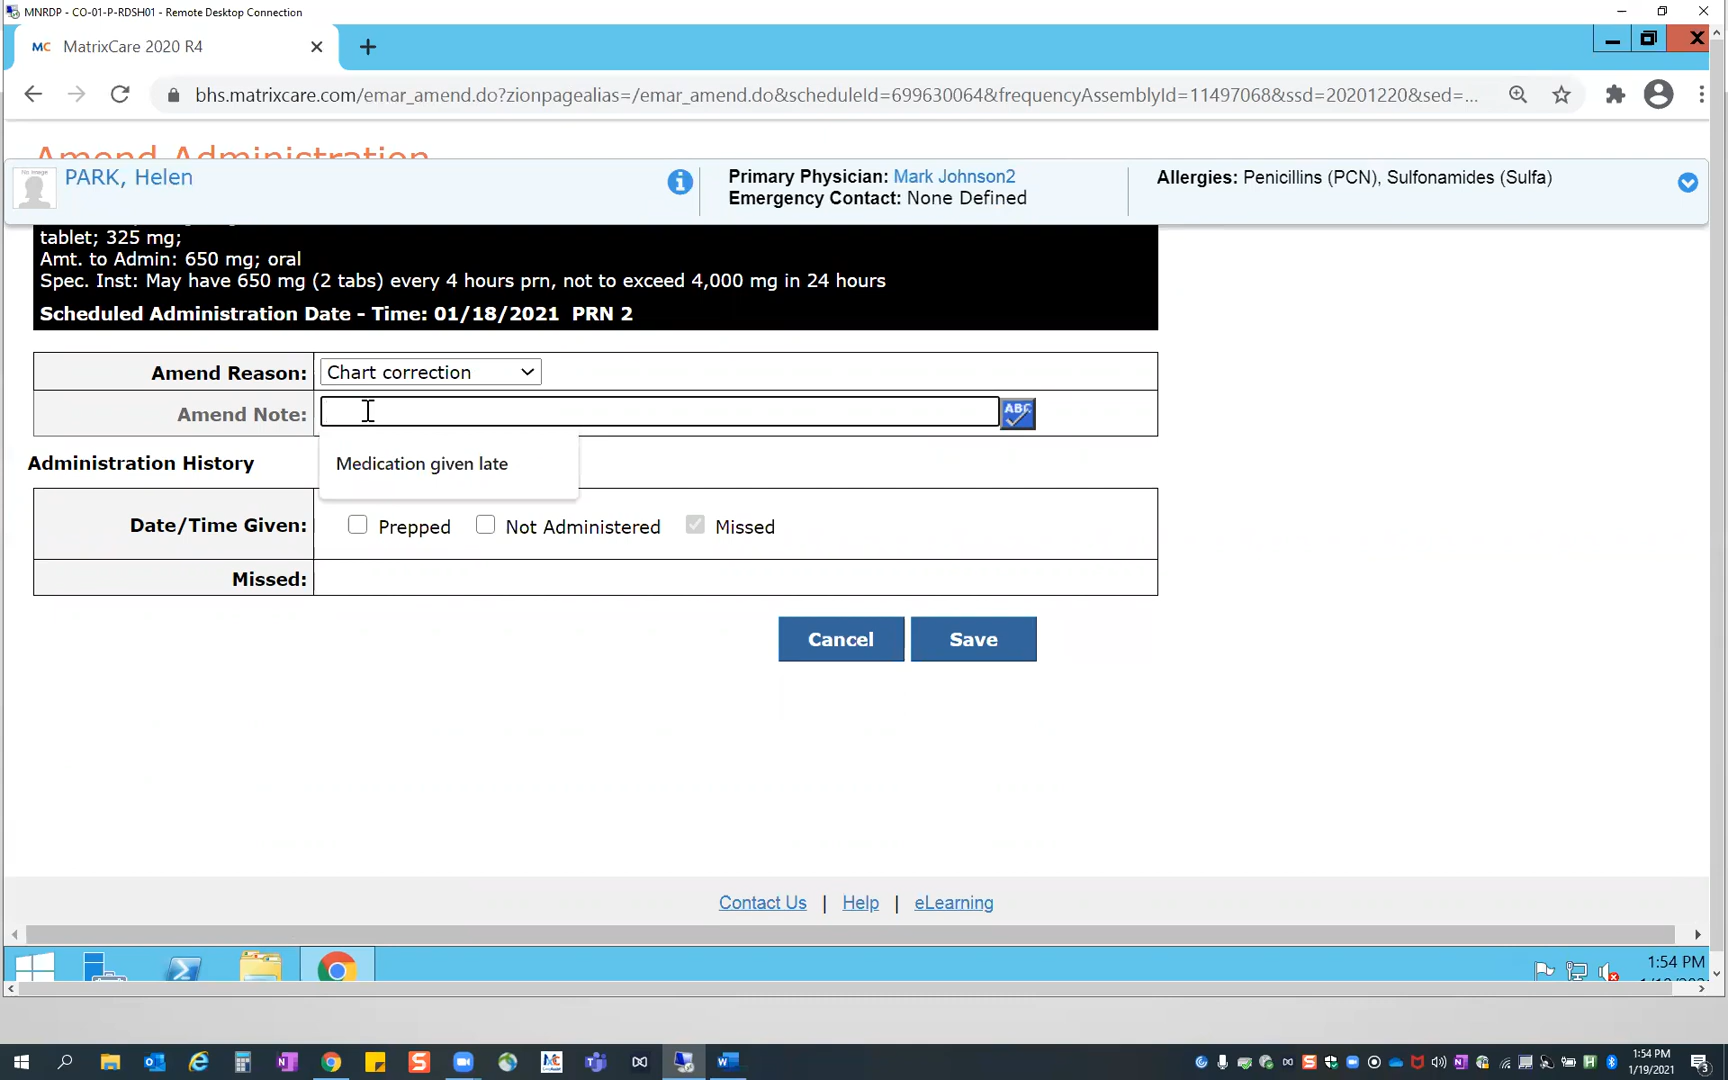 MNRDP - CO-01-P-RDSH01 - Remote Desktop Connection
MC MatrixCare 2020 R4
bhs.matrixcare.com/emar_amend.do?zionpagealias=/emar_amend.do&scheduleId=699630064&frequencyAssemblyId=11497068&ssd=20201220&sed=...
Amend Administration
No Image
PARK, Helen
Primary Physician: Mark Johnson2
Emergency Contact: None Defined
Allergies: Penicillins (PCN), Sulfonamides (Sulfa)
tablet; 325 mg;
Amt. to Admin: 650 mg; oral
Spec. Inst: May have 650 mg (2 tabs) every 4 hours prn, not to exceed 4,000 mg in 24 hours
Scheduled Administration Date - Time: 01/18/2021 PRN 2
Amend Reason: Chart correction
Amend Note:
ABC
Medication given late
Administration History
Date/Time Given: Prepped Not Administered Missed
Missed:
Cancel Save
Contact Us | Help | eLearning
1:54 PM
1:54 PM
1/19/2021